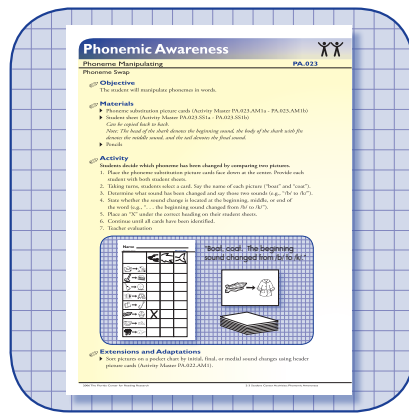 Phonemic Awareness
Phoneme Manipulating PA.023
Phoneme Swap
Objective
The student will manipulate phonemes in words.
Materials
Phoneme substitution picture cards (Activity Master PA.023.AM1a - PA.023.AM1b)
Student sheet (Activity Master PA.023.SS1a - PA.023.SS1b)
Can be copied back to back.
Note: The head of the shark denotes the beginning sound, the body of the shark with fin
denotes the middle sound, and the tail denotes the final sound.
Pencils
Activity
Students decide which phoneme has been changed by comparing two pictures.
1. Place the phoneme substitution picture cards face down at the center. Provide each
student with both student sheets.
2. Taking turns, students select a card. Say the name of each picture ("boat" and "coat").
3. Determine what sound has been changed and say those two sounds (e.g., "/b/ to /k/").
4. States whether the sound change is located at the beginning, middle, or end of
the word (e.g., ". . . the beginning sound changed from /b/ to /k/").
5. Place an "X" under the correct heading on their student sheets.
6. Continue until all cards have been identified.
7. Teacher evaluation
Name
X
"Boat, coat. The beginning
sound changed from /b/ to /k/."
Extensions and Adaptations
Sort pictures on a pocket chart by initial, final, or medial sound changes using header
picture cards (Activity Master PA.022.AM1).